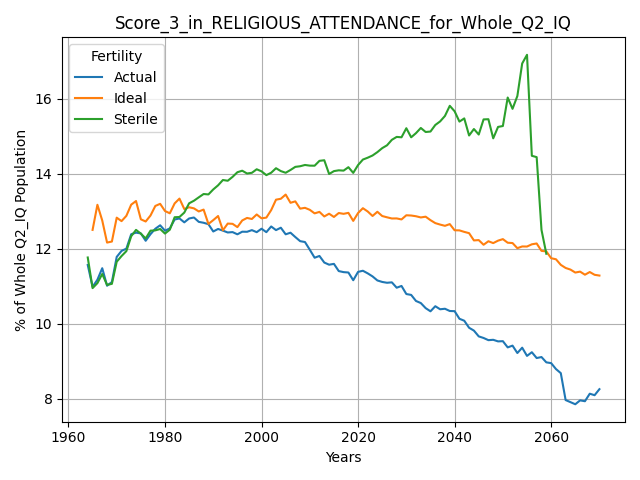 Score_3_in_RELIGIOUS_ATTENDANCE_for_Whole_Q2_IQ
Fertility
Actual
Ideal
Sterile
% of Whole Q2_IQ Population
16
14
12
10
8
1960
1980
2000
2020
2040
2060
Years